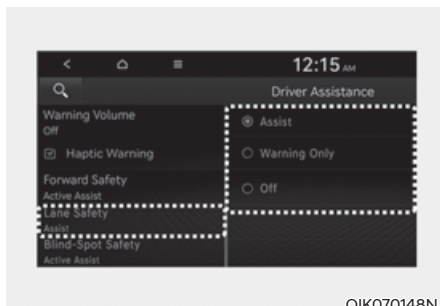 12:15 AM
Driver Assistance
Warning Volume
Off
Haptic Warning
Forward Safety
Active Assist
Lane Safety
Assist
Blind-Spot Safety
Active Assist
Assist
Warning Only
Off
OIK070148N